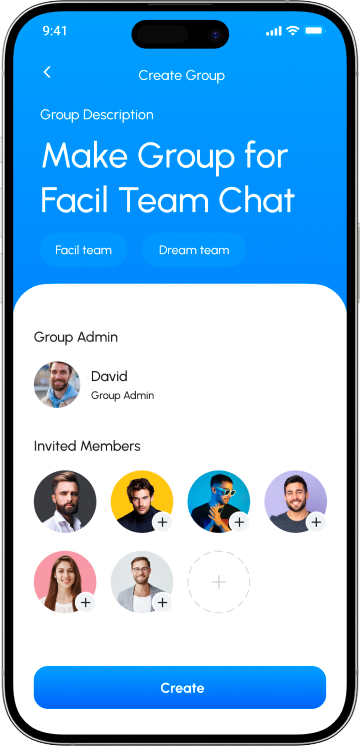 9:41
Create Group
Group Description
Make Group for
Facil Team Chat
Facil team
Dream team
Group Admin
David
Group Admin
Invited Members
Create